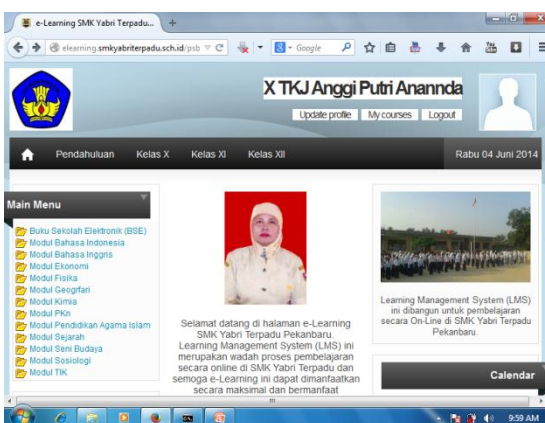 e-Learning SMK Yabri Terpadu...
elearning.smkyabriterpadu.sch.id/psb
Google
X TKJ Anggi Putri Anannda
Update profile
My courses
Logout
Pendahuluan
Kelas X
Kelas XI
Kelas XII
Rabu 04 Juni 2014
Main Menu
Buku Sekolah Elektronik (BSE)
Modul Bahasa Indonesia
Modul Bahasa Inggris
Modul Ekonomi
Modul Fisika
Modul Geogrfari
Modul Kimia
Modul PKn
Modul Pendidikan Agama Islam
Modul Sejarah
Modul Seni Budaya
Modul Sosiologi
Modul TIK
Selamat datang di halaman e-Learning
SMK Yabri Terpadu Pekanbaru.
Learning Management System (LMS) ini
merupakan wadah proses pembelajaran
secara online di SMK Yabri Terpadu dan
semoga e-Learning ini dapat dimanfaatkan
secara maksimal dan bermanfaat
Learning Management System (LMS)
ini dibangun untuk pembelajaran
secara On-Line di SMK Yabri Terpadu
Pekanbaru.
Calendar
9:59 AM